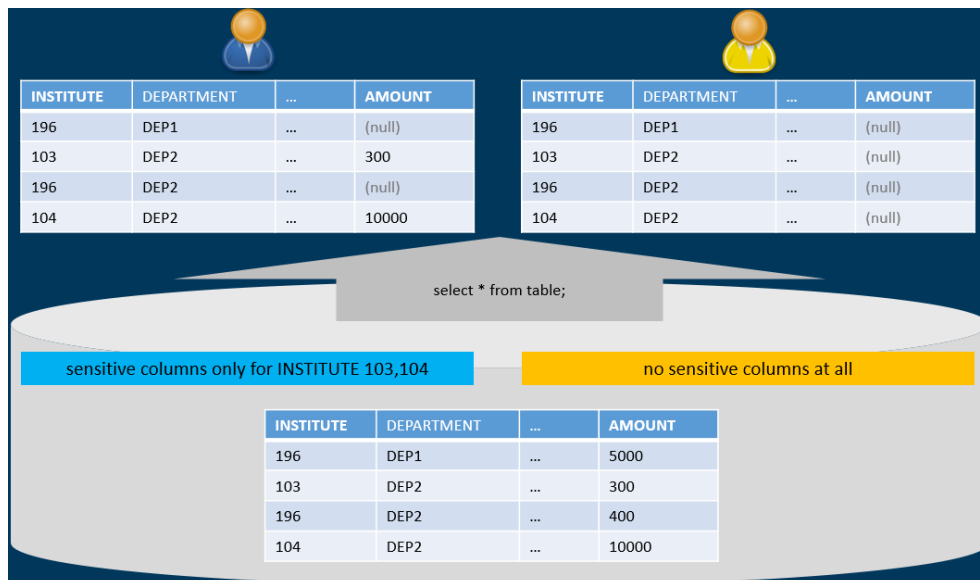 INSTITUTE DEPARTMENT ... AMOUNT
196 DEP1 ... (null)
103 DEP2 ... 300
196 DEP2 ... (null)
104 DEP2 ... 10000
INSTITUTE DEPARTMENT ... AMOUNT
196 DEP1 ... (null)
103 DEP2 ... (null)
196 DEP2 ... (null)
104 DEP2 ... (null)
select * from table;
sensitive columns only for INSTITUTE 103,104
no sensitive columns at all
INSTITUTE DEPARTMENT ... AMOUNT
196 DEP1 ... 5000
103 DEP2 ... 300
196 DEP2 ... 400
104 DEP2 ... 10000